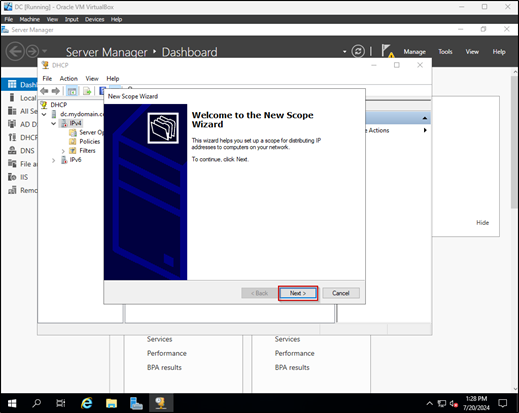 DC [Running] - Oracle VM VirtualBox
File Machine View Input Devices Help
Server Manager
Server Manager • Dashboard
Manage Tools View Help
DHCP
File Action View Help
DHCP
dc.mydomain.co
IPv4
Server Op
Policies
Filters
IPv6
Dashb
Local
All Se
AD D
DHCP
DNS
File a
IIS
Remo
New Scope Wizard
Welcome to the New Scope
Wizard
This wizard helps you set up a scope for distributing IP
addresses to computers on your network.
To continue, click Next.
< Back Next > Cancel
e Actions
Hide
Services Services
Performance Performance
BPA results BPA results
1:28 PM
7/20/2024